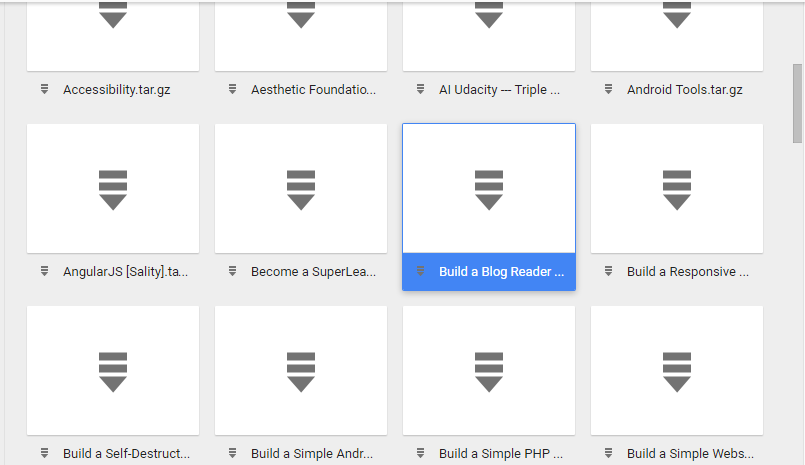 Accessibility.tar.gz
Aesthetic Foundatio...
AI Udacity --- Triple ...
Android Tools.tar.gz
AngularJS [Sality].ta...
Become a SuperLea...
Build a Blog Reader ...
Build a Responsive ...
Build a Self-Destruct...
Build a Simple Andr...
Build a Simple PHP ...
Build a Simple Webs...